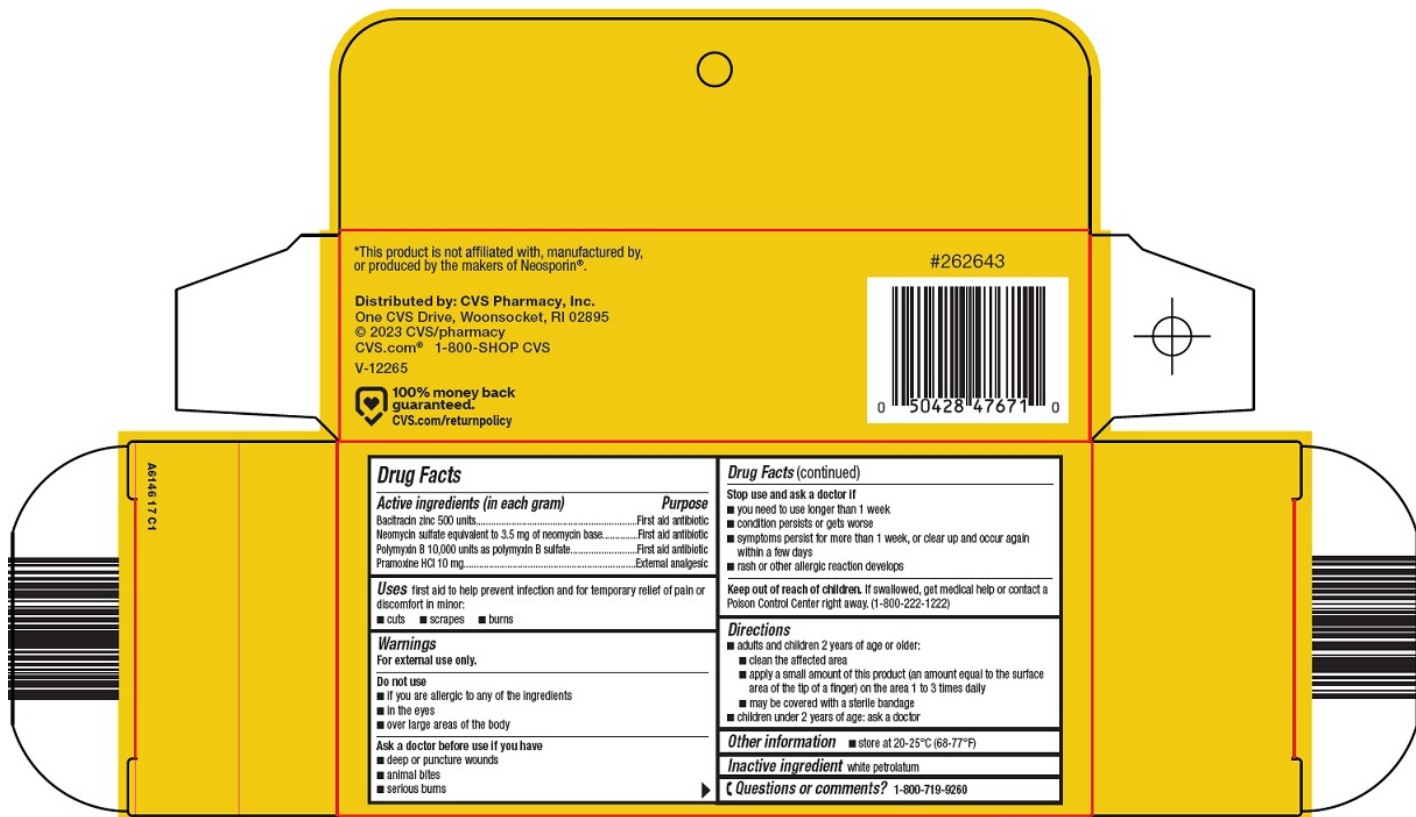 *This product is not affiliated with, manufactured by,
or produced by the makers of Neosporin®.
Distributed by: CVS Pharmacy, Inc.
One CVS Drive, Woonsocket, RI 02895
© 2023 CVS/pharmacy
CVS.com® 1-800-SHOP CVS
V-12265
100% money back
guaranteed.
CVS.com/returnpolicy
#262643
0 50428 47671 0
A6146 17 C1
Drug Facts
Active ingredients (in each gram) Purpose
Bacitracin zinc 500 units..........First aid antibiotic
Neomycin sulfate equivalent to 3.5 mg of neomycin base..........First aid antibiotic
Polymyxin B 10,000 units as polymyxin B sulfate..........First aid antibiotic
Pramoxine HCl 10 mg..........External analgesic
Uses first aid to help prevent infection and for temporary relief of pain or
discomfort in minor:
■ cuts ■ scrapes ■ burns
Warnings
For external use only.
Do not use
■ if you are allergic to any of the ingredients
■ in the eyes
■ over large areas of the body
Ask a doctor before use if you have
■ deep or puncture wounds
■ animal bites
■ serious burns
Drug Facts (continued)
Stop use and ask a doctor if
■ you need to use longer than 1 week
■ condition persists or gets worse
■ symptoms persist for more than 1 week, or clear up and occur again
within a few days
■ rash or other allergic reaction develops
Keep out of reach of children. If swallowed, get medical help or contact a
Poison Control Center right away. (1-800-222-1222)
Directions
■ adults and children 2 years of age or older:
■ clean the affected area
■ apply a small amount of this product (an amount equal to the surface
area of the tip of a finger) on the area 1 to 3 times daily
■ may be covered with a sterile bandage
■ children under 2 years of age: ask a doctor
Other information ■ store at 20-25°C (68-77°F)
Inactive ingredient white petrolatum
Questions or comments? 1-800-719-9260